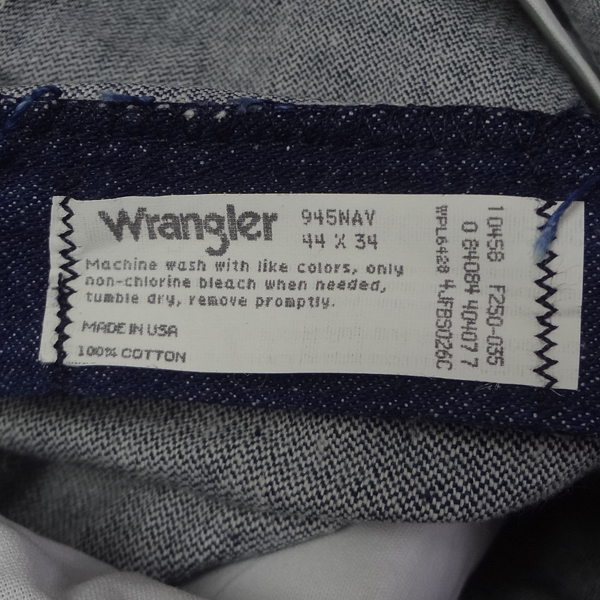 Wrangler
945NAV
44 X 34
Machine wash with like colors, only
non-chlorine bleach when needed,
tumble dry, remove promptly.
MADE IN USA
100% COTTON
10458 F250-035
0 84084 40407 7
WPL6428 4JFBS026C